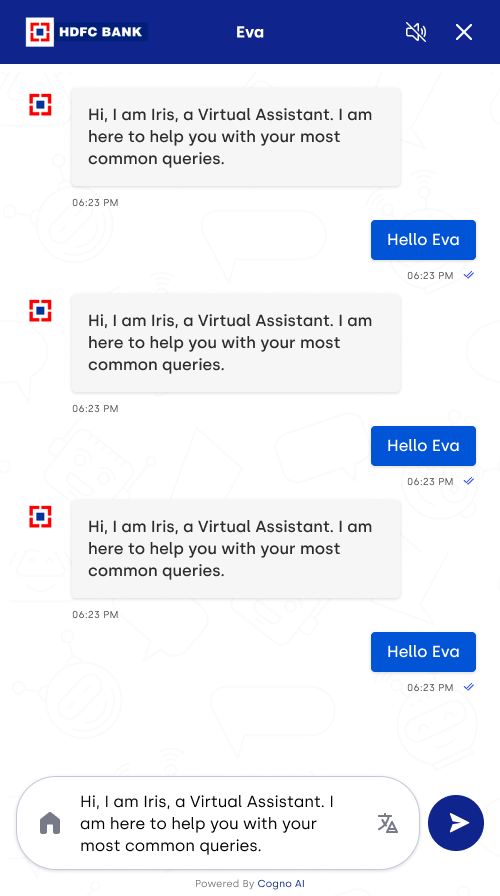 HDFC BANK
Eva
Hi, I am Iris, a Virtual Assistant. I am
here to help you with your most
common queries.
06:23 PM
Hello Eva
06:23 PM
Hi, I am Iris, a Virtual Assistant. I am
here to help you with your most
common queries.
06:23 PM
Hello Eva
06:23 PM
Hi, I am Iris, a Virtual Assistant. I am
here to help you with your most
common queries.
06:23 PM
Hello Eva
06:23 PM
Hi, I am Iris, a Virtual Assistant. I
am here to help you with your
most common queries.
Powered By Cogno AI